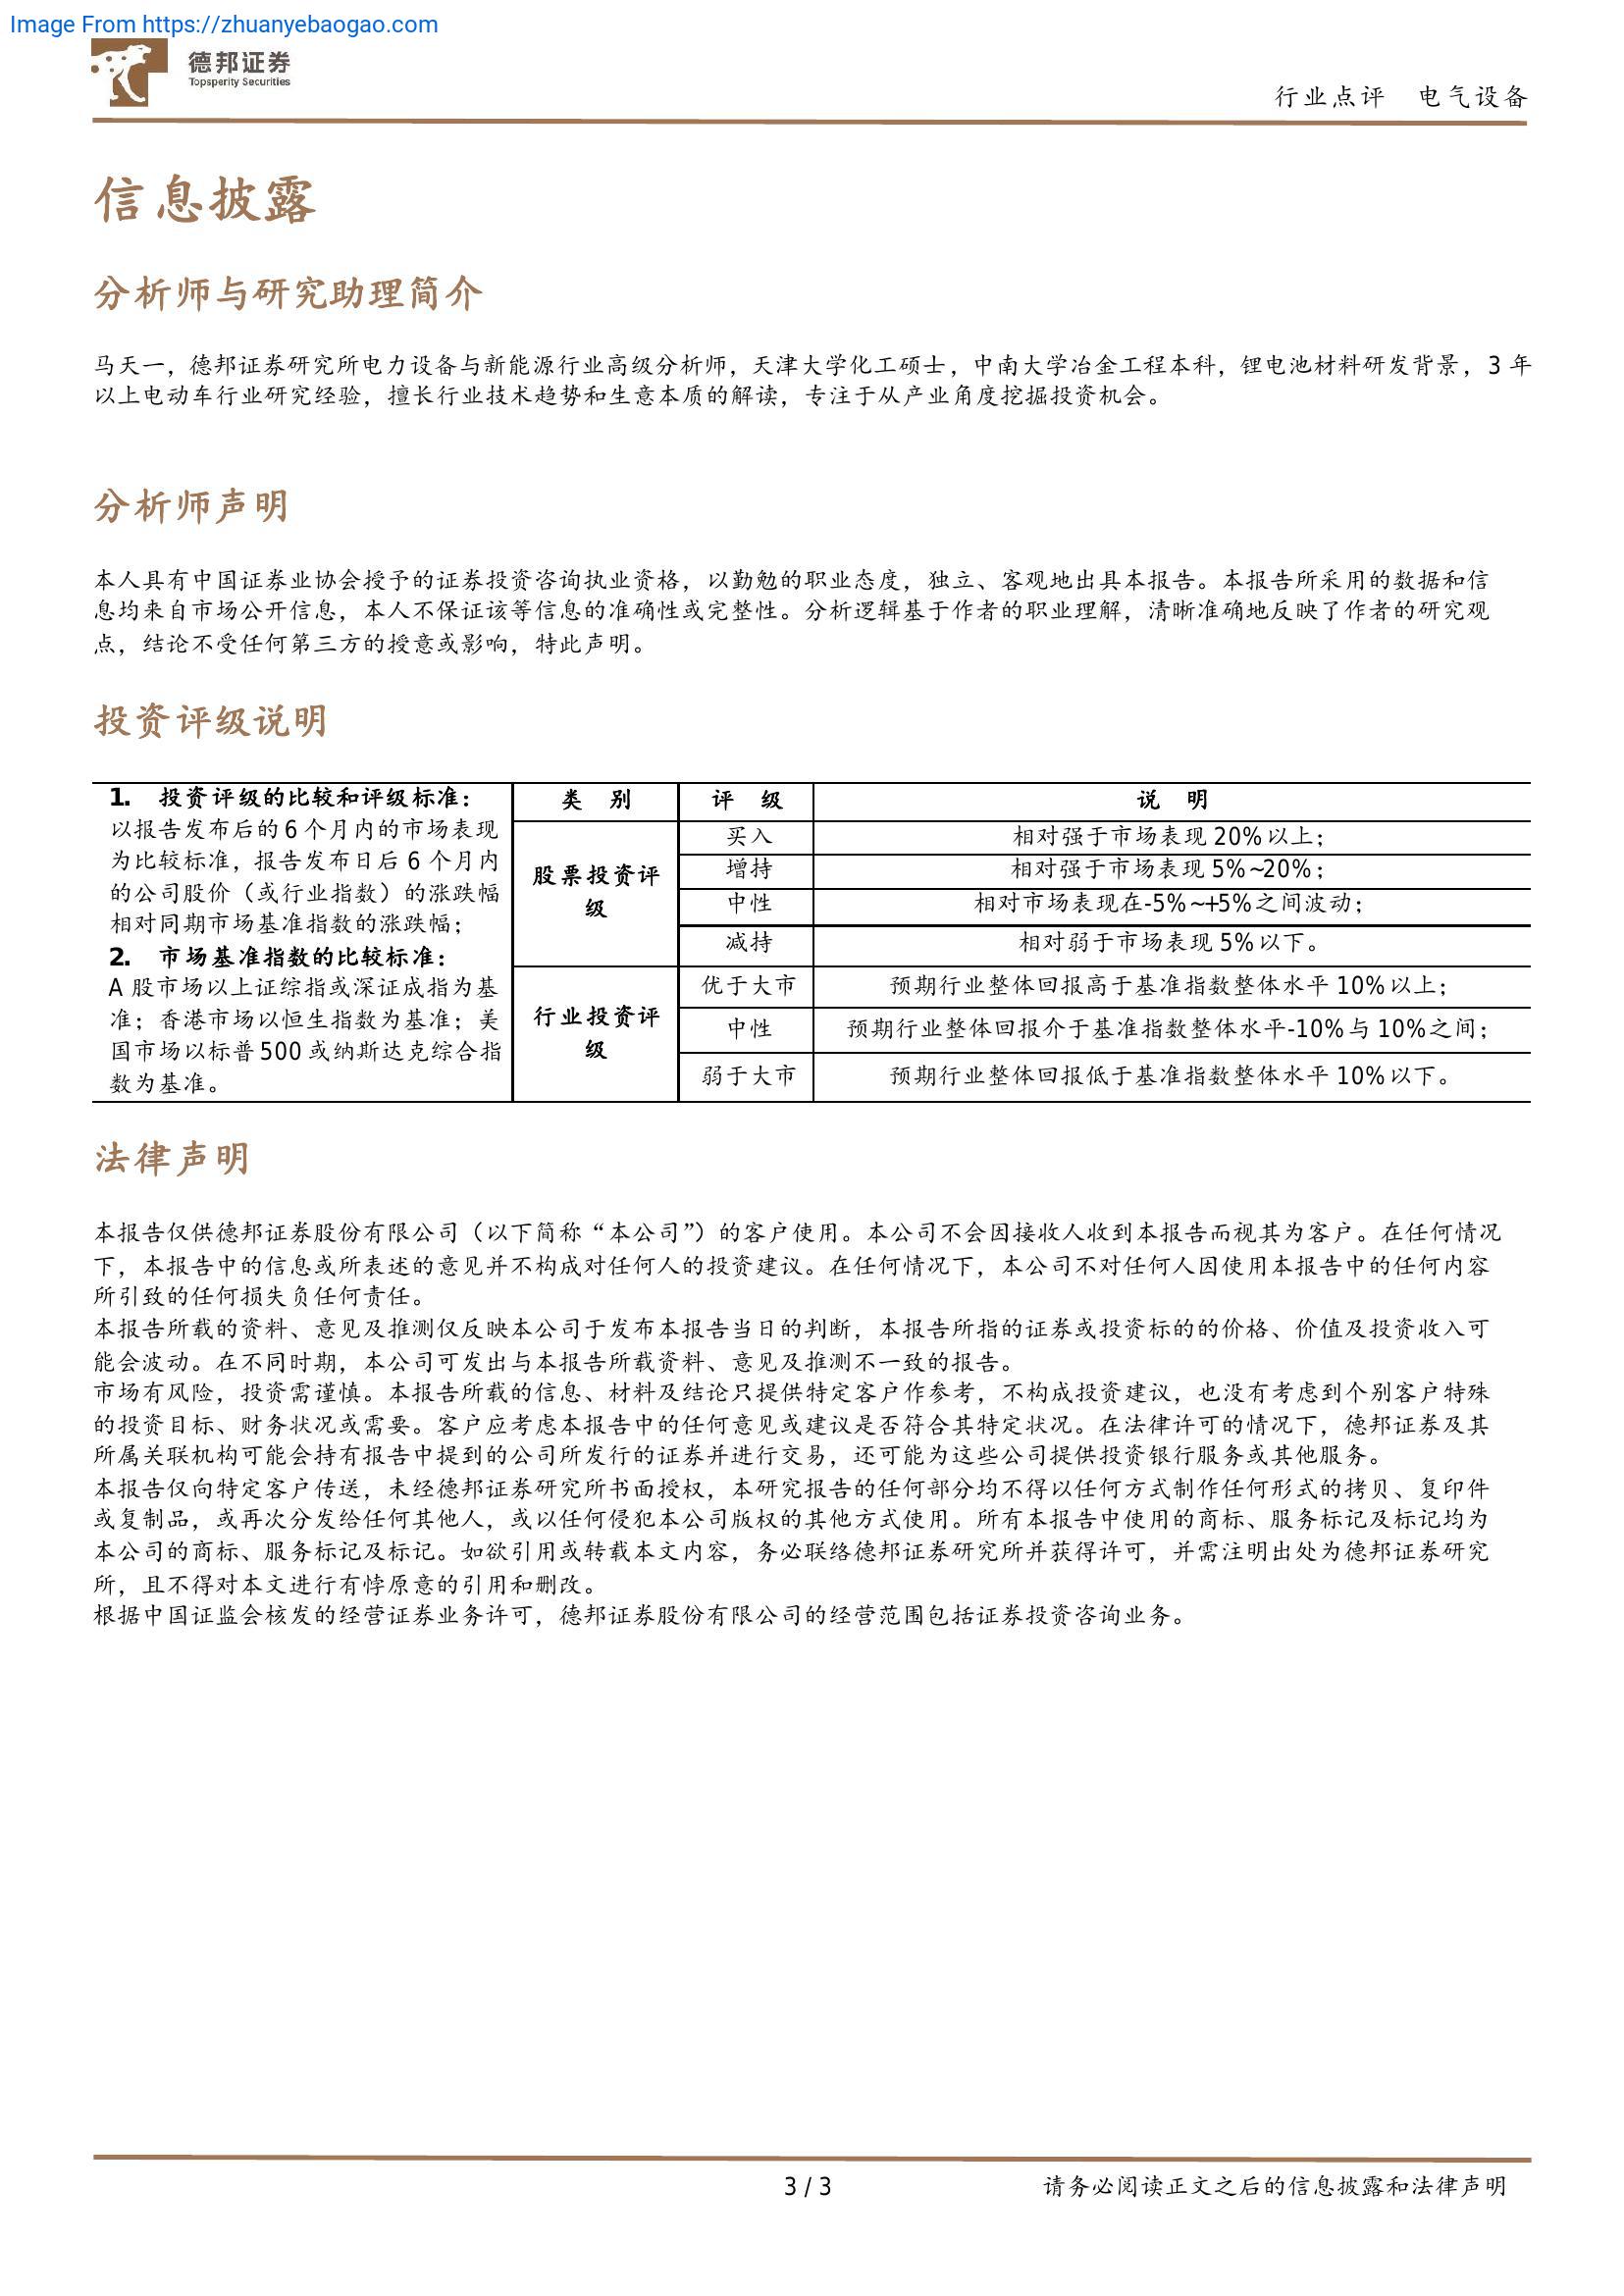 Image From https://zhuanyebaogao.com
德邦证券
Topsperity Securities
行业点评 电气设备
信息披露
分析师与研究助理简介
马天一，德邦证券研究所电力设备与新能源行业高级分析师，天津大学化工硕士，中南大学冶金工程本科，锂电池材料研发背景，3 年
以上电动车行业研究经验，擅长行业技术趋势和生意本质的解读，专注于从产业角度挖掘投资机会。
分析师声明
本人具有中国证券业协会授予的证券投资咨询执业资格，以勤勉的职业态度，独立、客观地出具本报告。本报告所采用的数据和信
息均来自市场公开信息，本人不保证该等信息的准确性或完整性。分析逻辑基于作者的职业理解，清晰准确地反映了作者的研究观
点，结论不受任何第三方的授意或影响，特此声明。
投资评级说明
1. 投资评级的比较和评级标准：
以报告发布后的 6 个月内的市场表现
为比较标准，报告发布日后 6 个月内
的公司股价（或行业指数）的涨跌幅
相对同期市场基准指数的涨跌幅；
2. 市场基准指数的比较标准：
A 股市场以上证综指或深证成指为基
准；香港市场以恒生指数为基准；美
国市场以标普 500 或纳斯达克综合指
数为基准。
类 别 评 级 说 明
股票投资评
级
买入 相对强于市场表现 20%以上；
增持 相对强于市场表现 5%~20%；
中性 相对市场表现在-5%~+5%之间波动；
减持 相对弱于市场表现 5%以下。
行业投资评
级
优于大市 预期行业整体回报高于基准指数整体水平 10%以上；
中性 预期行业整体回报介于基准指数整体水平-10%与 10%之间；
弱于大市 预期行业整体回报低于基准指数整体水平 10%以下。
法律声明
本报告仅供德邦证券股份有限公司（以下简称“本公司”）的客户使用。本公司不会因接收人收到本报告而视其为客户。在任何情况
下，本报告中的信息或所表述的意见并不构成对任何人的投资建议。在任何情况下，本公司不对任何人因使用本报告中的任何内容
所引致的任何损失负任何责任。
本报告所载的资料、意见及推测仅反映本公司于发布本报告当日的判断，本报告所指的证券或投资标的的价格、价值及投资收入可
能会波动。在不同时期，本公司可发出与本报告所载资料、意见及推测不一致的报告。
市场有风险，投资需谨慎。本报告所载的信息、材料及结论只提供特定客户作参考，不构成投资建议，也没有考虑到个别客户特殊
的投资目标、财务状况或需要。客户应考虑本报告中的任何意见或建议是否符合其特定状况。在法律许可的情况下，德邦证券及其
所属关联机构可能会持有报告中提到的公司所发行的证券并进行交易，还可能为这些公司提供投资银行服务或其他服务。
本报告仅向特定客户传送，未经德邦证券研究所书面授权，本研究报告的任何部分均不得以任何方式制作任何形式的拷贝、复印件
或复制品，或再次分发给任何其他人，或以任何侵犯本公司版权的其他方式使用。所有本报告中使用的商标、服务标记及标记均为
本公司的商标、服务标记及标记。如欲引用或转载本文内容，务必联络德邦证券研究所并获得许可，并需注明出处为德邦证券研究
所，且不得对本文进行有悖原意的引用和删改。
根据中国证监会核发的经营证券业务许可，德邦证券股份有限公司的经营范围包括证券投资咨询业务。
3 / 3 请务必阅读正文之后的信息披露和法律声明